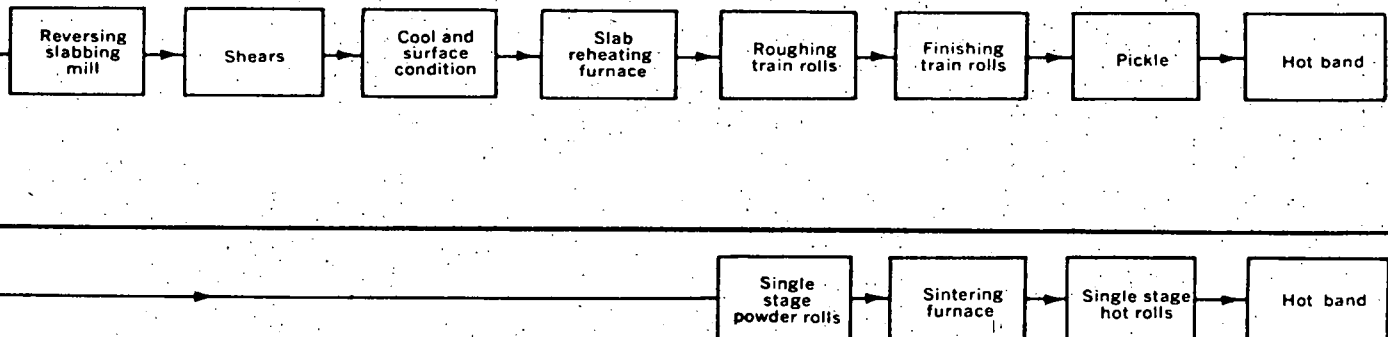 Reversing
slabbing
mill
Shears
Cool and
surface
condition
Slab
reheating
furnace
Roughing
train rolls
Finishing
train rolls
Pickle
Hot band
Single
stage
powder rolls
Sintering
furnace
Single stage
hot rolls
Hot band